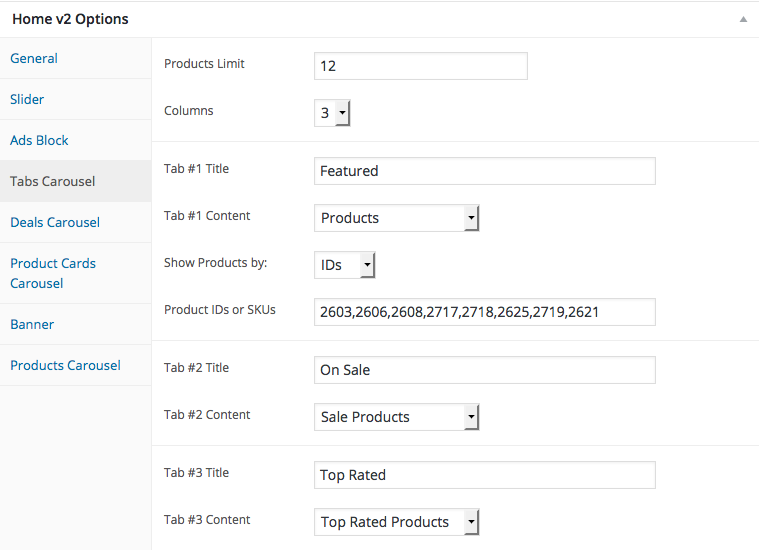 Home v2 Options
General
Slider
Ads Block
Tabs Carousel
Deals Carousel
Product Cards
Carousel
Banner
Products Carousel
Products Limit 12
Columns 3
Tab #1 Title Featured
Tab #1 Content Products
Show Products by: IDs
Product IDs or SKUs 2603,2606,2608,2717,2718,2625,2719,2621
Tab #2 Title On Sale
Tab #2 Content Sale Products
Tab #3 Title Top Rated
Tab #3 Content Top Rated Products